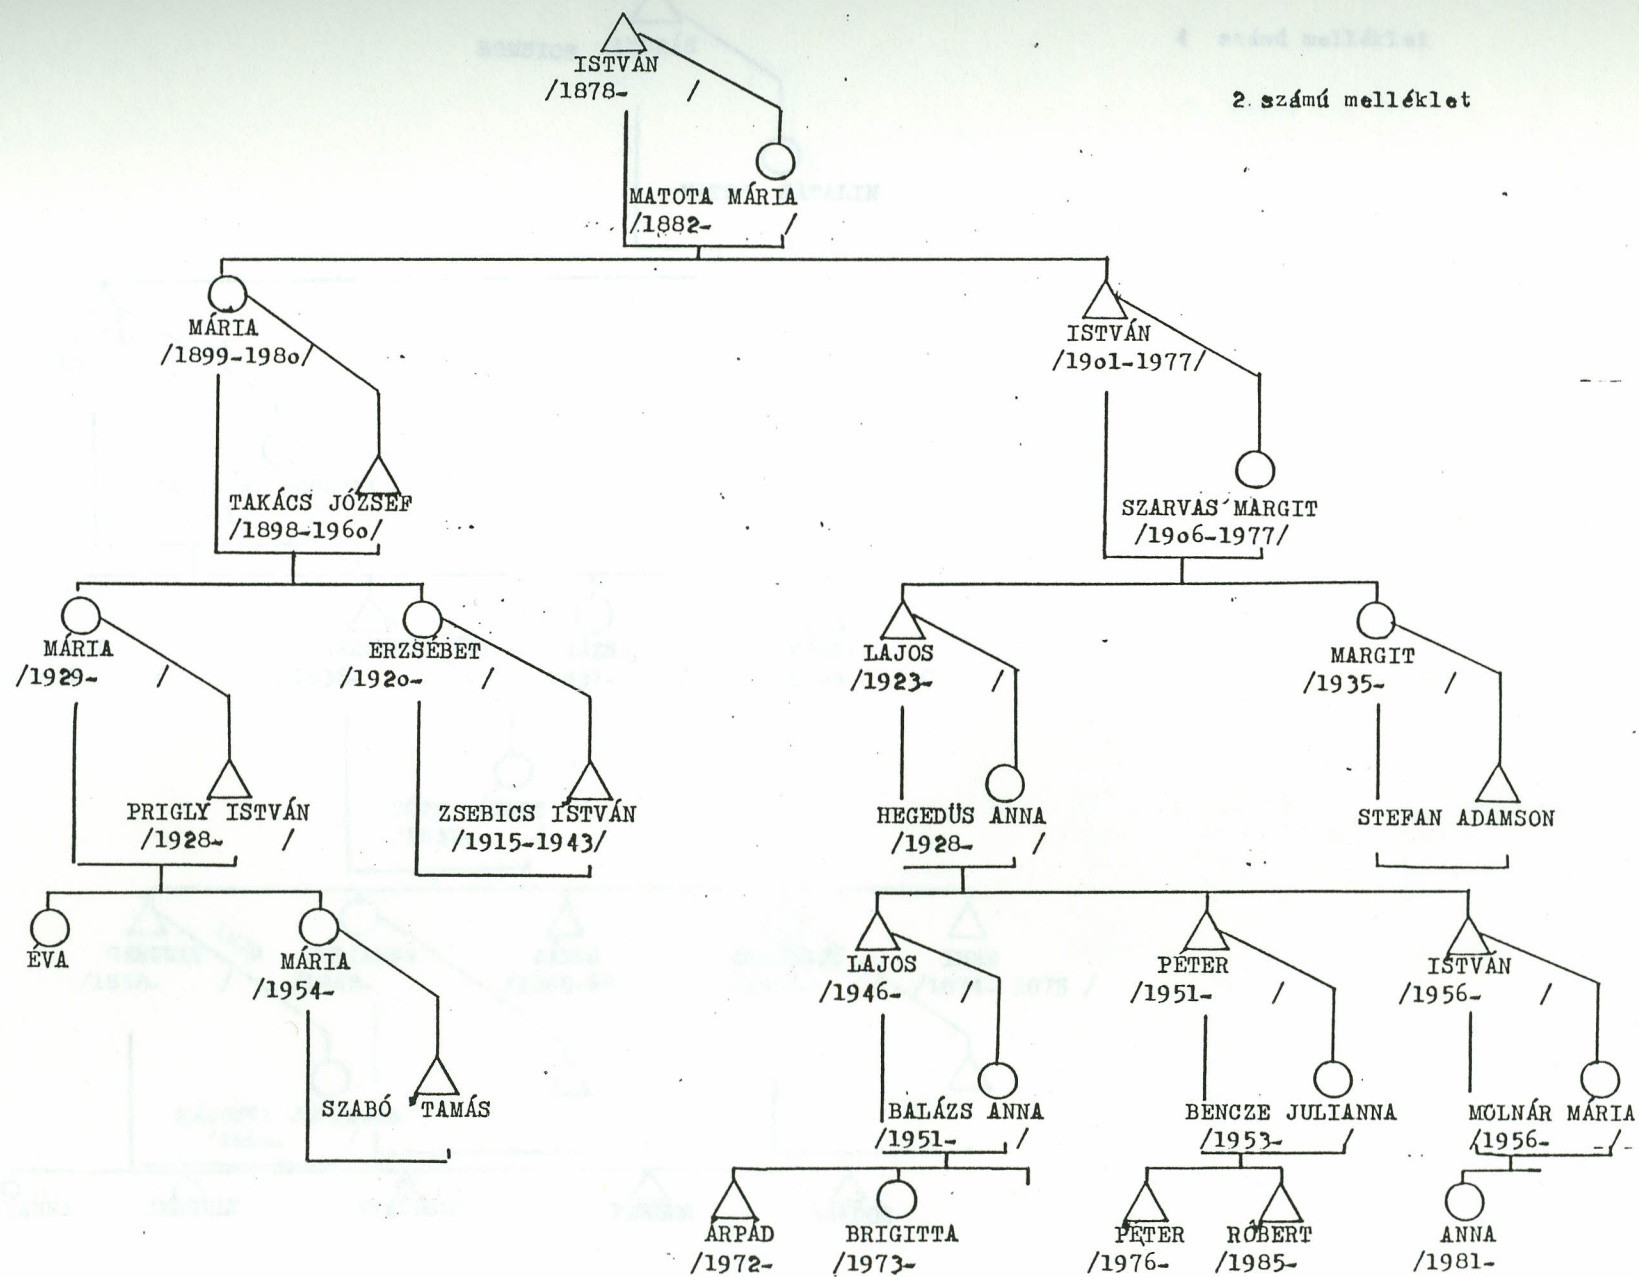 2. számú melléklet
ISTVÁN
/1878- /
MATOTA MÁRIA
/1882- /
MÁRIA
/1899-198o/
ISTVÁN
/19o1-1977/
TAKÁCS JÓZSEF
/1898-196o/
SZARVAS MARGIT
/19o6-1977/
MÁRIA
/1929- /
ERZSÉBET
/192o- /
LAJOS
/1923- /
MARGIT
/1935- /
PRIGLY ISTVÁN
/1928- /
ZSEBICS ISTVÁN
/1915-1943/
HEGEDÜS ANNA
/1928- /
STEFAN ADAMSON
ÉVA
MÁRIA
/1954-
LAJOS
/1946- /
PÉTER
/1951- /
ISTVÁN
/1956- /
SZABÓ TAMÁS
BALÁZS ANNA
/1951- /
BENCZE JULIANNA
/1953- /
MOLNÁR MÁRIA
/1956- /
ÁRPÁD
/1972-
BRIGITTA
/1973-
PÉTER
/1976-
RÓBERT
/1985-
ANNA
/1981-